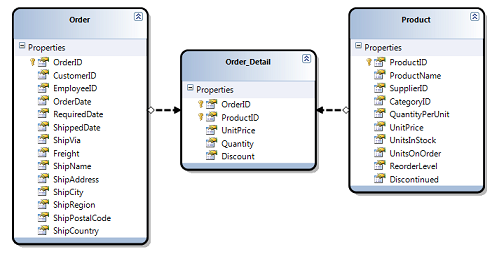 Order
Properties
OrderID
CustomerID
EmployeeID
OrderDate
RequiredDate
ShippedDate
ShipVia
Freight
ShipName
ShipAddress
ShipCity
ShipRegion
ShipPostalCode
ShipCountry
Order_Detail
Properties
OrderID
ProductID
UnitPrice
Quantity
Discount
Product
Properties
ProductID
ProductName
SupplierID
CategoryID
QuantityPerUnit
UnitPrice
UnitsInStock
UnitsOnOrder
ReorderLevel
Discontinued